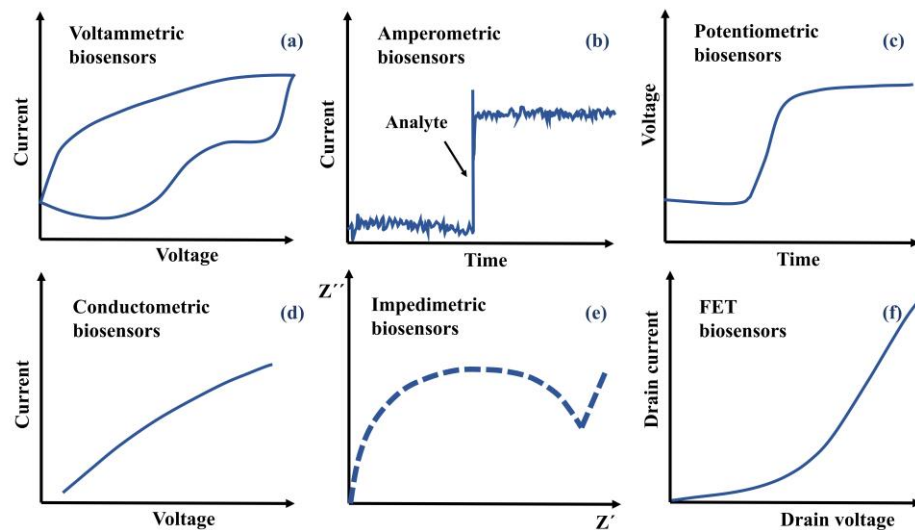 Voltammetric
biosensors
(a)
Current
Voltage
Amperometric
biosensors
(b)
Analyte
Current
Time
Potentiometric
biosensors
(c)
Voltage
Time
Conductometric
biosensors
(d)
Current
Voltage
Z´´
Impedimetric
biosensors
(e)
Z´
FET
biosensors
(f)
Drain current
Drain voltage